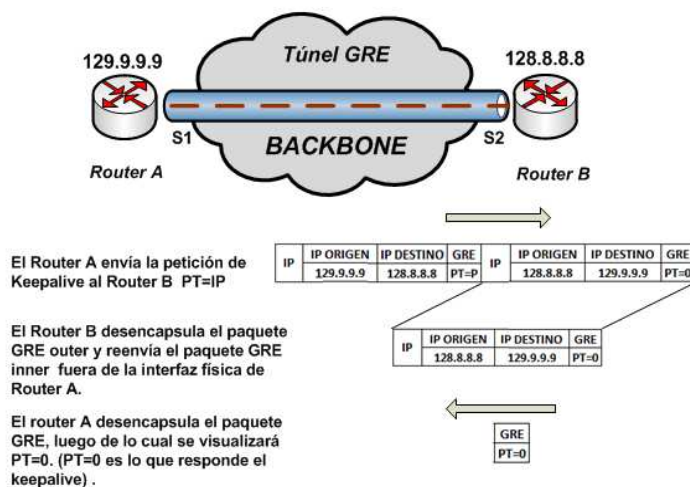 Túnel GRE
129.9.9.9
128.8.8.8
S1
S2
BACKBONE
Router A
Router B
El Router A envía la petición de
Keepalive al Router B PT=IP
IP IP ORIGEN IP DESTINO GRE IP IP ORIGEN IP DESTINO GRE
129.9.9.9 128.8.8.8 PT=P 128.8.8.8 129.9.9.9 PT=0
El Router B desencapsula el paquete
GRE outer y reenvía el paquete GRE
inner fuera de la interfaz física de
Router A.
IP IP ORIGEN IP DESTINO GRE
128.8.8.8 129.9.9.9 PT=0
El router A desencapsula el paquete
GRE, luego de lo cual se visualizará
PT=0. (PT=0 es lo que responde el
keepalive) .
GRE
PT=0